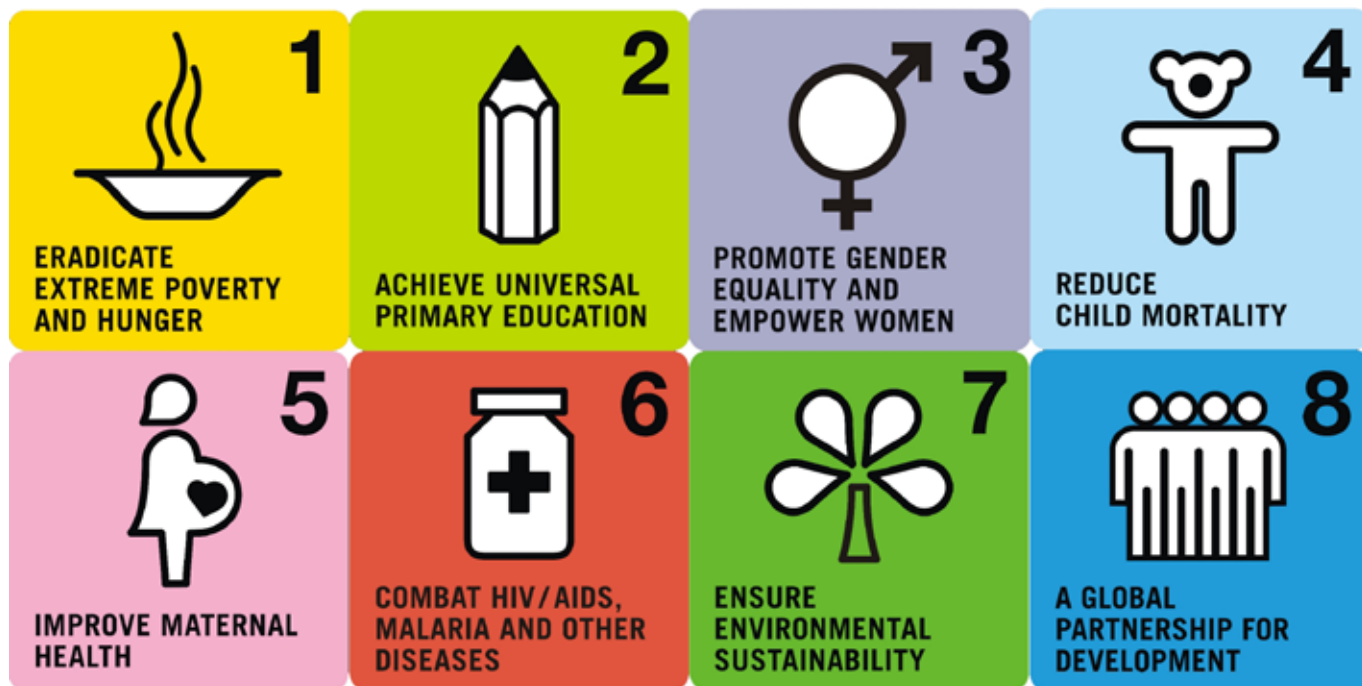 1
ERADICATE
EXTREME POVERTY
AND HUNGER
2
ACHIEVE UNIVERSAL
PRIMARY EDUCATION
3
PROMOTE GENDER
EQUALITY AND
EMPOWER WOMEN
4
REDUCE
CHILD MORTALITY
5
IMPROVE MATERNAL
HEALTH
6
COMBAT HIV/AIDS,
MALARIA AND OTHER
DISEASES
7
ENSURE
ENVIRONMENTAL
SUSTAINABILITY
8
A GLOBAL
PARTNERSHIP FOR
DEVELOPMENT